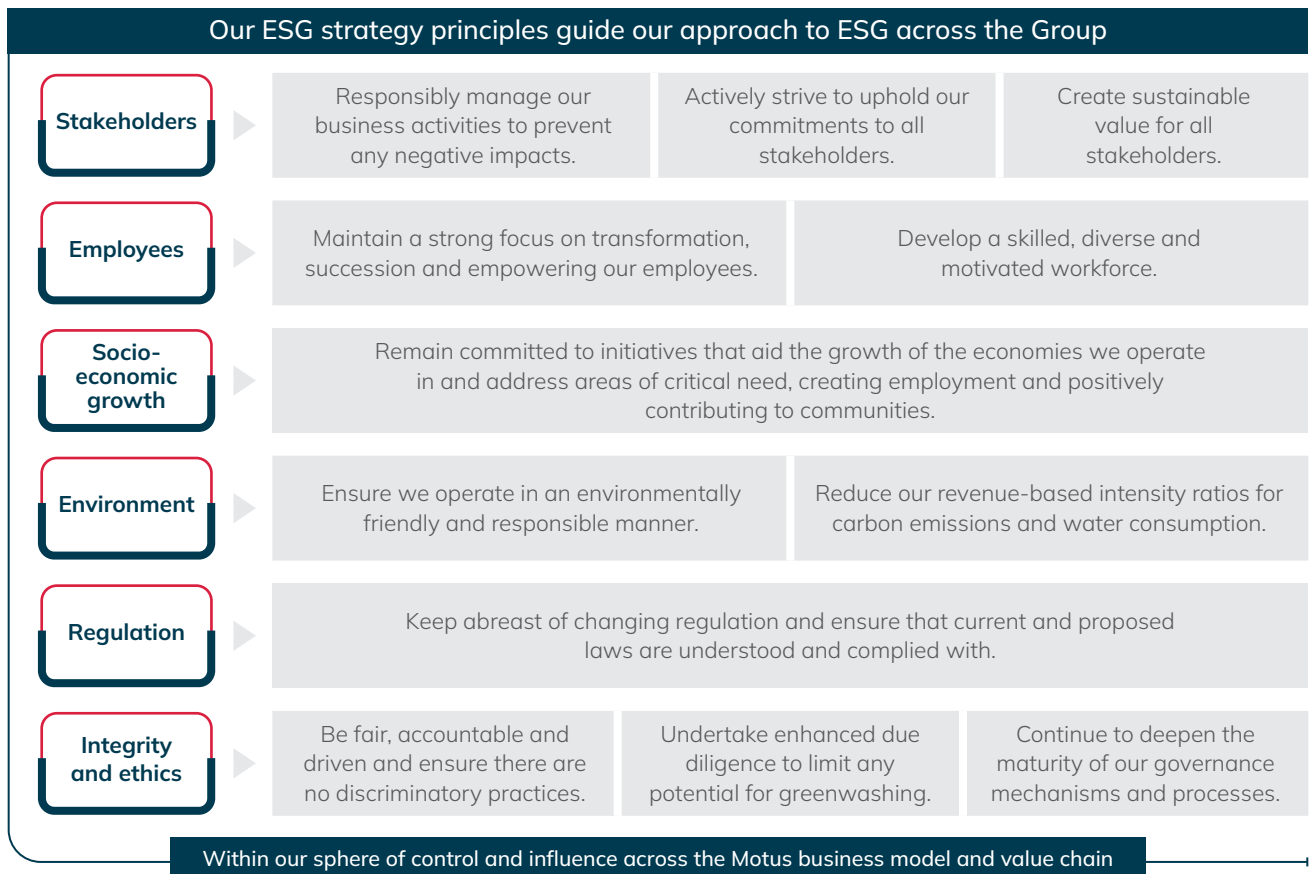 Our ESG strategy principles guide our approach to ESG across the Group
Stakeholders
Responsibly manage our
business activities to prevent
any negative impacts.
Actively strive to uphold our
commitments to all
stakeholders.
Create sustainable
value for all
stakeholders.
Employees
Maintain a strong focus on transformation,
succession and empowering our employees.
Develop a skilled, diverse and
motivated workforce.
Socio-
economic
growth
Remain committed to initiatives that aid the growth of the economies we operate
in and address areas of critical need, creating employment and positively
contributing to communities.
Environment
Ensure we operate in an environmentally
friendly and responsible manner.
Reduce our revenue-based intensity ratios for
carbon emissions and water consumption.
Regulation
Keep abreast of changing regulation and ensure that current and proposed
laws are understood and complied with.
Integrity
and ethics
Be fair, accountable and
driven and ensure there are
no discriminatory practices.
Undertake enhanced due
diligence to limit any
potential for greenwashing.
Continue to deepen the
maturity of our governance
mechanisms and processes.
Within our sphere of control and influence across the Motus business model and value chain